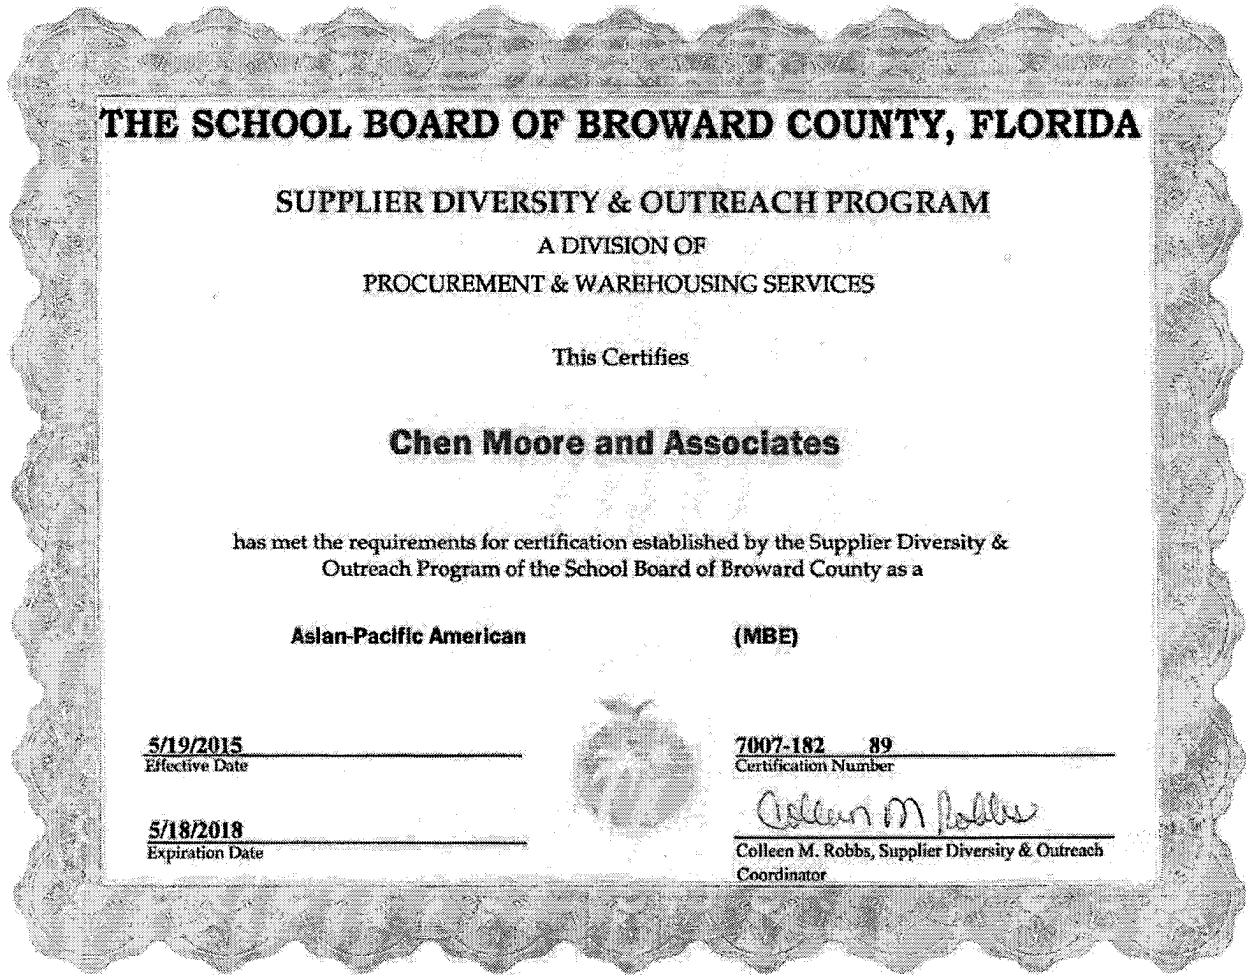 THE SCHOOL BOARD OF BROWARD COUNTY, FLORIDA
SUPPLIER DIVERSITY & OUTREACH PROGRAM
A DIVISION OF
PROCUREMENT & WAREHOUSING SERVICES
This Certifies
Chen Moore and Associates
has met the requirements for certification established by the Supplier Diversity &
Outreach Program of the School Board of Broward County as a
Asian-Pacific American (MBE)
5/19/2015
Effective Date
7007-182 89
Certification Number
5/18/2018
Expiration Date
Colleen M Robbs
Colleen M. Robbs, Supplier Diversity & Outreach
Coordinator